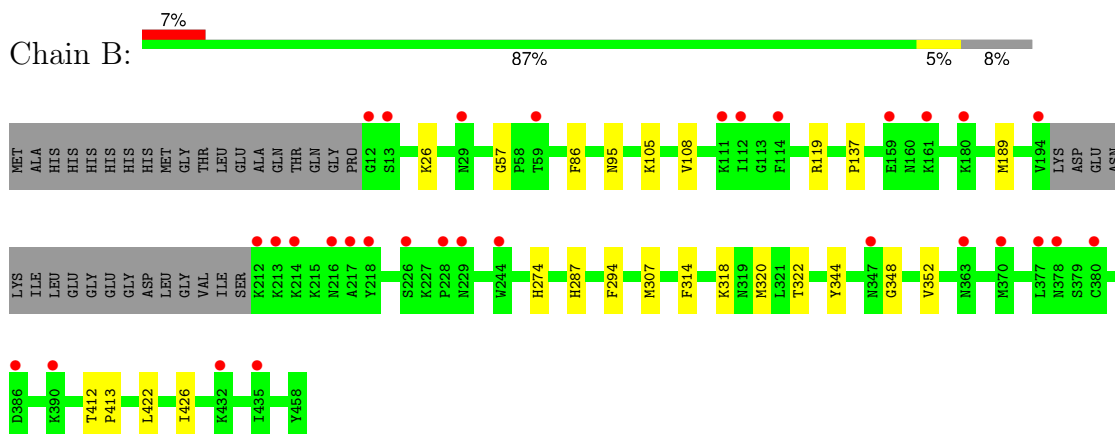 Chain B:
7%
87%
5%
8%
MET ALA HIS HIS HIS HIS HIS HIS MET GLY THR LEU GLU ALA GLN THR GLN GLY PRO G12 S13 K26 N29 G57 P58 T59 F86 N95 K105 V108 K111 I112 G113 F114 R119 P137 E159 N160 K161 K180 M189 V194 LYS ASP GLU ASN
LYS ILE LEU GLU GLY GLU GLY ASP LEU GLY VAL ILE SER K212 K213 K214 K215 N216 A217 Y218 S226 K227 P228 N229 W244 H274 H287 F294 M307 F314 K318 N319 M320 L321 T322 Y344 N347 G348 V352 N363 M370 L377 N378 S379 C380
D386 K390 T412 P413 L422 I426 K432 I435 Y458